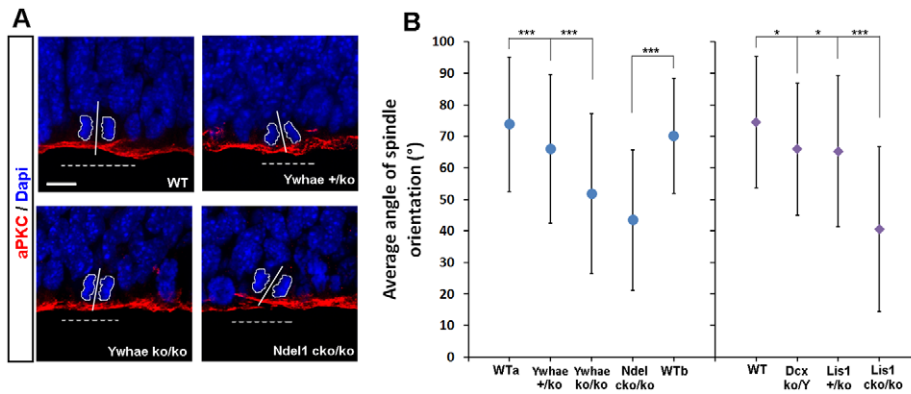 A
B
aPKC / Dapi
WT
Ywhae +/ko
Ywhae ko/ko
Ndel1 cko/ko
Average angle of spindle
orientation (°)
100
90
80
70
60
50
40
30
20
10
0
***
***
***
*
*
***
WTa
Ywhae
+/ko
Ywhae
ko/ko
Ndel
cko/ko
WTb
WT
Dcx
ko/Y
Lis1
+/ko
Lis1
cko/ko